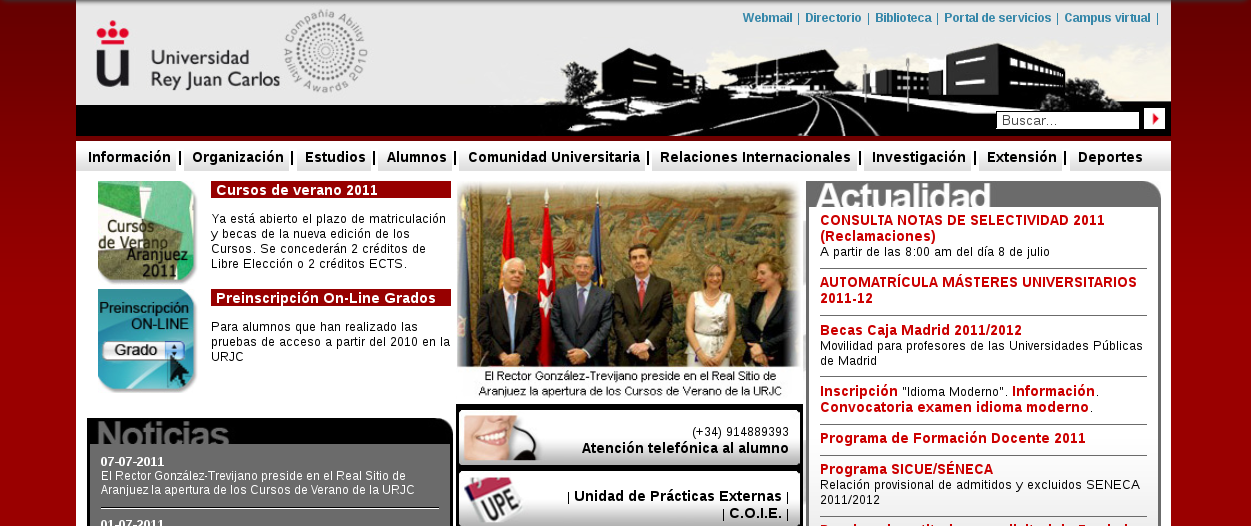 Webmail | Directorio | Biblioteca | Portal de servicios | Campus virtual |
Universidad
Rey Juan Carlos
Compañía Ability
Ability Awards 2010
Buscar...
Información | Organización | Estudios | Alumnos | Comunidad Universitaria | Relaciones Internacionales | Investigación | Extensión | Deportes
Cursos
de Verano
Aranjuez
2011
Cursos de verano 2011
Ya está abierto el plazo de matriculación
y becas de la nueva edición de los
Cursos. Se concederán 2 créditos de
Libre Elección o 2 créditos ECTS.
Preinscripción
ON-LINE
Grado
Preinscripción On-Line Grados
Para alumnos que han realizado las
pruebas de acceso a partir del 2010 en la
URJC
El Rector González-Trevijano preside en el Real Sitio de
Aranjuez la apertura de los Cursos de Verano de la URJC
Noticias
07-07-2011
El Rector González-Trevijano preside en el Real Sitio de
Aranjuez la apertura de los Cursos de Verano de la URJC
01-07-2011
(+34) 914889393
Atención telefónica al alumno
UPE
| Unidad de Prácticas Externas |
| C.O.I.E. |
Actualidad
CONSULTA NOTAS DE SELECTIVIDAD 2011
(Reclamaciones)
A partir de las 8:00 am del día 8 de julio
AUTOMATRÍCULA MÁSTERES UNIVERSITARIOS
2011-12
Becas Caja Madrid 2011/2012
Movilidad para profesores de las Universidades Públicas
de Madrid
Inscripción "Idioma Moderno". Información.
Convocatoria examen idioma moderno.
Programa de Formación Docente 2011
Programa SICUE/SÉNECA
Relación provisional de admitidos y excluidos SENECA
2011/2012